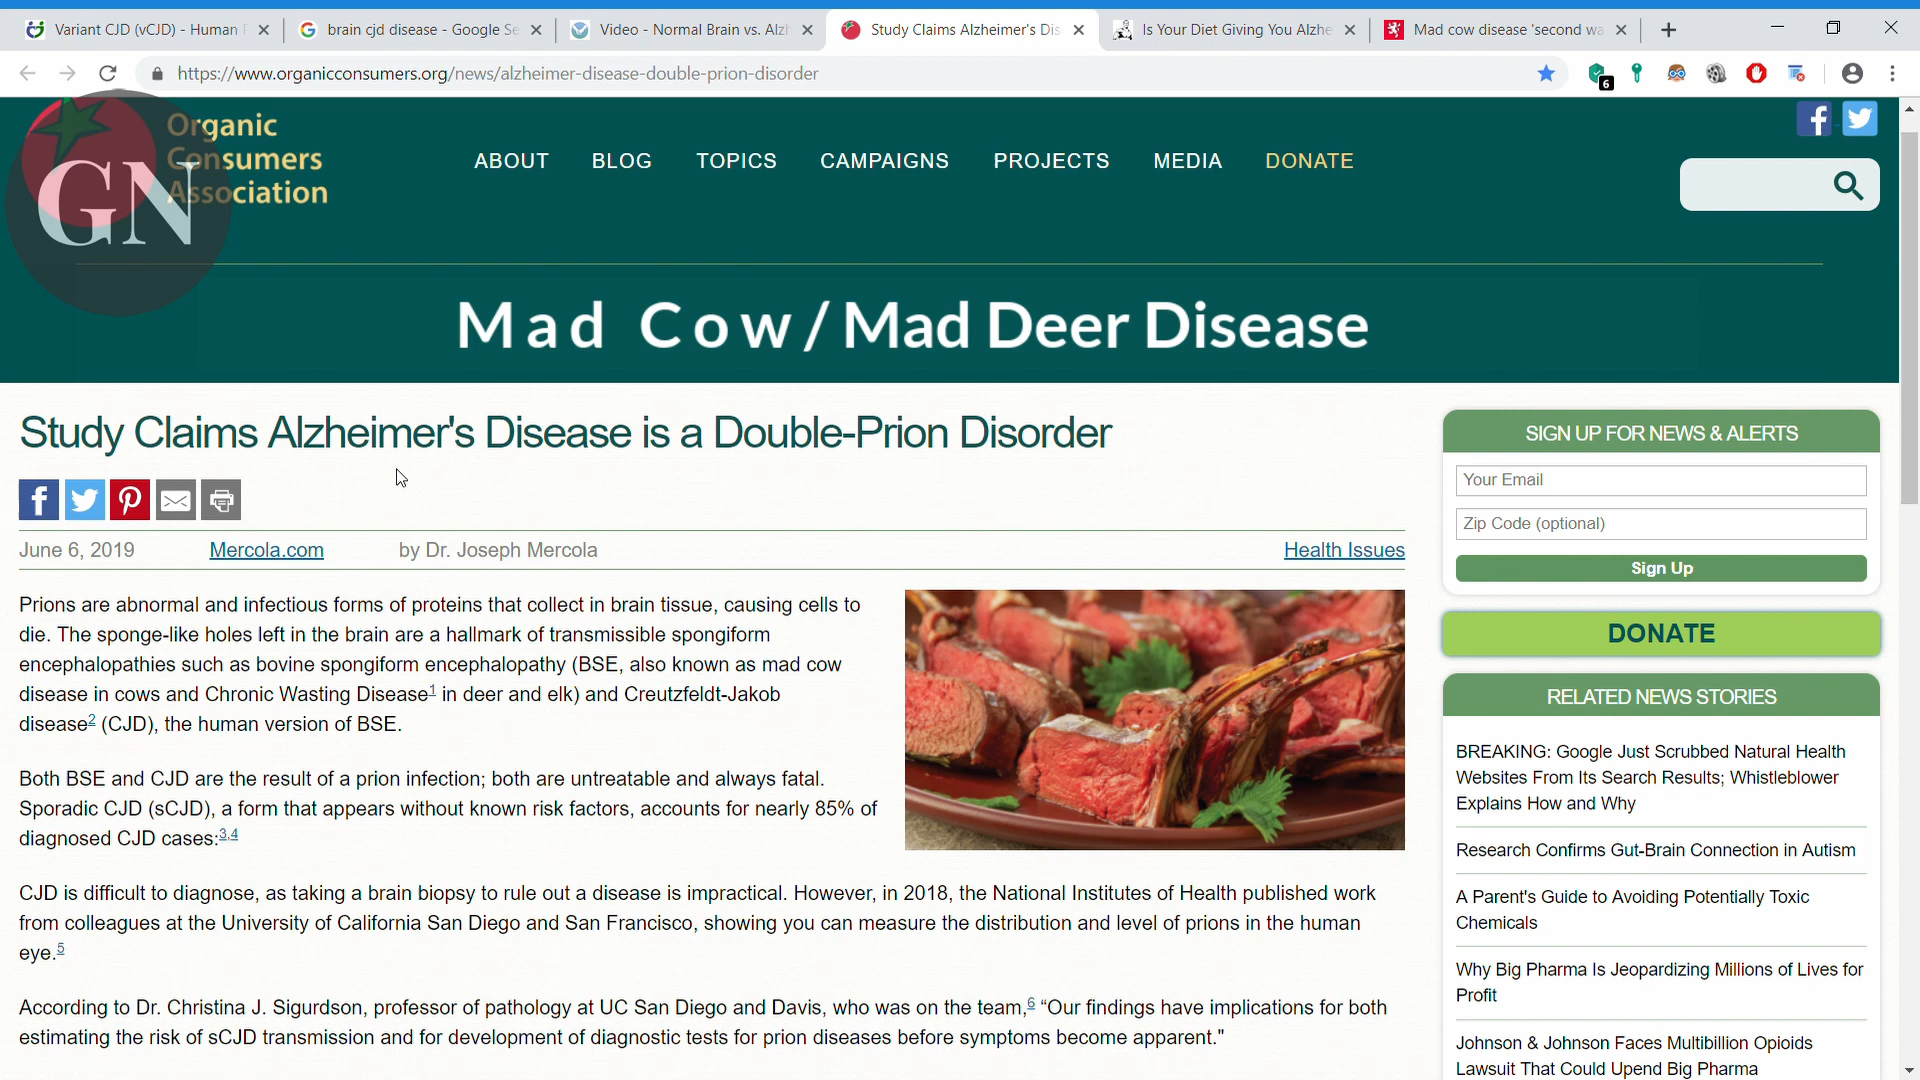 Variant CJD (vCJD) - Human
brain cjd disease - Google Se
Video - Normal Brain vs. Alzh
Study Claims Alzheimer's Dis
Is Your Diet Giving You Alzhe
Mad cow disease 'second wa
https://www.organicconsumers.org/news/alzheimer-disease-double-prion-disorder
6
Organic
Consumers
Association
GN
ABOUT
BLOG
TOPICS
CAMPAIGNS
PROJECTS
MEDIA
DONATE
Mad Cow/Mad Deer Disease
Study Claims Alzheimer's Disease is a Double-Prion Disorder
June 6, 2019
Mercola.com
by Dr. Joseph Mercola
Health Issues
Prions are abnormal and infectious forms of proteins that collect in brain tissue, causing cells to
die. The sponge-like holes left in the brain are a hallmark of transmissible spongiform
encephalopathies such as bovine spongiform encephalopathy (BSE, also known as mad cow
disease in cows and Chronic Wasting Disease1 in deer and elk) and Creutzfeldt-Jakob
disease2 (CJD), the human version of BSE.
Both BSE and CJD are the result of a prion infection; both are untreatable and always fatal.
Sporadic CJD (sCJD), a form that appears without known risk factors, accounts for nearly 85% of
diagnosed CJD cases:3,4
CJD is difficult to diagnose, as taking a brain biopsy to rule out a disease is impractical. However, in 2018, the National Institutes of Health published work
from colleagues at the University of California San Diego and San Francisco, showing you can measure the distribution and level of prions in the human
eye.5
According to Dr. Christina J. Sigurdson, professor of pathology at UC San Diego and Davis, who was on the team,6 “Our findings have implications for both
estimating the risk of sCJD transmission and for development of diagnostic tests for prion diseases before symptoms become apparent."
SIGN UP FOR NEWS & ALERTS
Your Email
Zip Code (optional)
Sign Up
DONATE
RELATED NEWS STORIES
BREAKING: Google Just Scrubbed Natural Health
Websites From Its Search Results; Whistleblower
Explains How and Why
Research Confirms Gut-Brain Connection in Autism
A Parent's Guide to Avoiding Potentially Toxic
Chemicals
Why Big Pharma Is Jeopardizing Millions of Lives for
Profit
Johnson & Johnson Faces Multibillion Opioids
Lawsuit That Could Upend Big Pharma